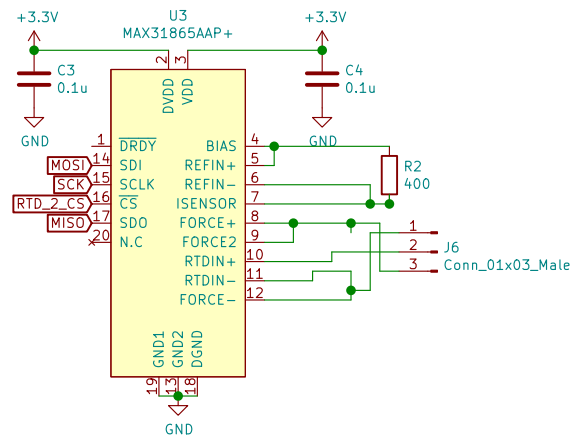 U3
MAX31865AAP+
+3.3V
+3.3V
C3
0.1u
GND
C4
0.1u
GND
2
3
DVDD
VDD
1
DRDY
BIAS
4
MOSI
14
SDI
REFIN+
5
SCK
15
SCLK
REFIN-
6
RTD_2_CS
16
CS
ISENSOR
7
MISO
17
SDO
FORCE+
8
20
N.C
FORCE2
9
RTDIN+
10
RTDIN-
11
FORCE-
12
R2
400
1
2
3
J6
Conn_01x03_Male
GND1
GND2
DGND
19
13
18
GND